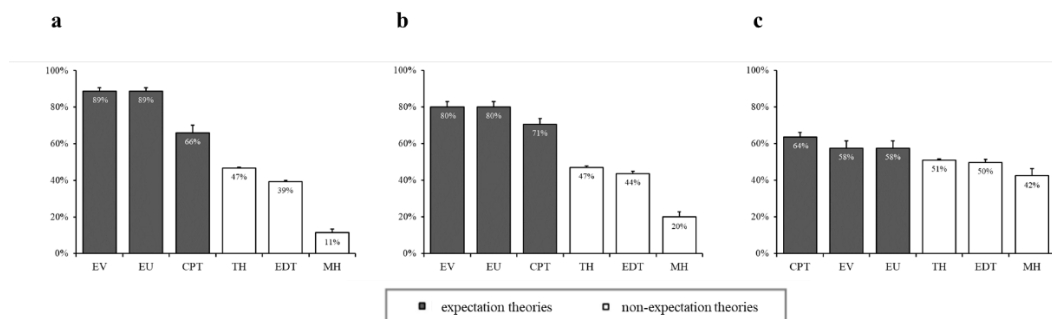 a b c
100% 100% 100%
80% 80% 80%
60% 60% 60%
40% 40% 40%
20% 20% 20%
0% 0% 0%
89% 89% 66% 47% 39% 11%
80% 80% 71% 47% 44% 20%
64% 58% 58% 51% 50% 42%
EV EU CPT TH EDT MH
EV EU CPT TH EDT MH
CPT EV EU TH EDT MH
expectation theories non-expectation theories